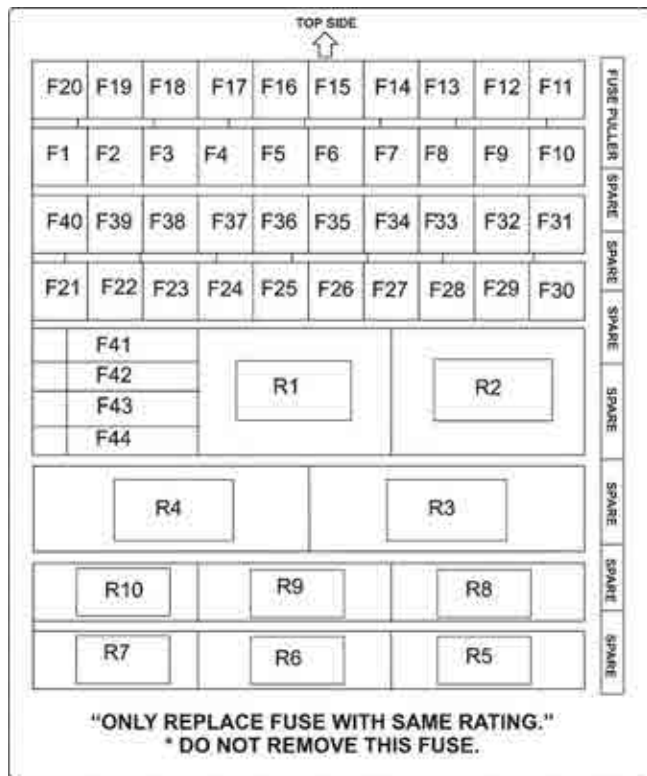 TOP SIDE
F20 F19 F18 F17 F16 F15 F14 F13 F12 F11
F1 F2 F3 F4 F5 F6 F7 F8 F9 F10
F40 F39 F38 F37 F36 F35 F34 F33 F32 F31
F21 F22 F23 F24 F25 F26 F27 F28 F29 F30
F41
F42
F43
F44
R1 R2
R4 R3
R10 R9 R8
R7 R6 R5
FUSE PULLER
SPARE
SPARE
SPARE
SPARE
SPARE
SPARE
SPARE
"ONLY REPLACE FUSE WITH SAME RATING."
* DO NOT REMOVE THIS FUSE.